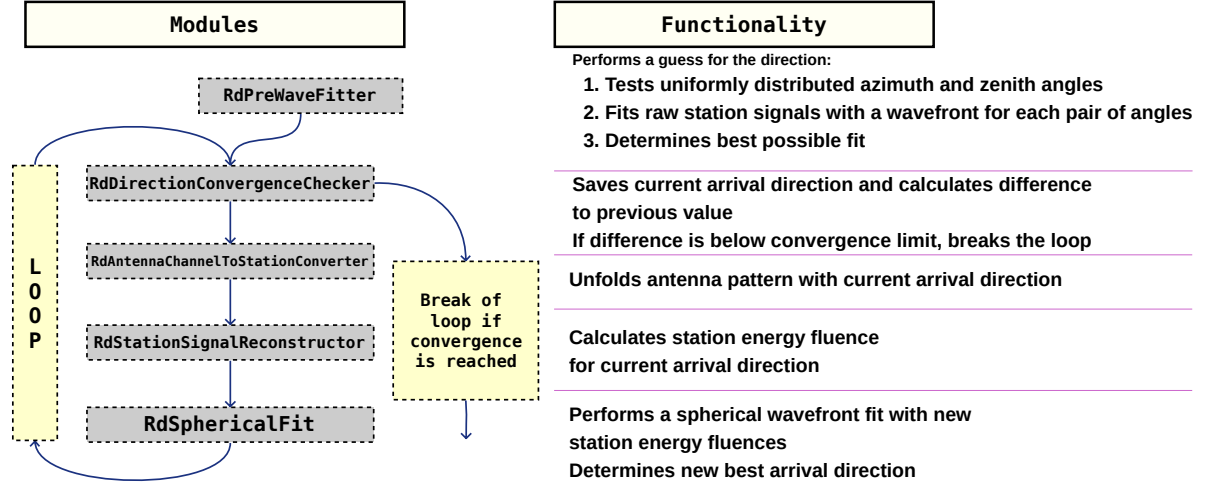 Modules
Functionality
RdPreWaveFitter
Performs a guess for the direction:
1. Tests uniformly distributed azimuth and zenith angles
2. Fits raw station signals with a wavefront for each pair of angles
3. Determines best possible fit
RdDirectionConvergenceChecker
Saves current arrival direction and calculates difference
to previous value
If difference is below convergence limit, breaks the loop
RdAntennaChannelToStationConverter
Unfolds antenna pattern with current arrival direction
LOOP
Break of
loop if
convergence
is reached
RdStationSignalReconstructor
Calculates station energy fluence
for current arrival direction
RdSphericalFit
Performs a spherical wavefront fit with new
station energy fluences
Determines new best arrival direction